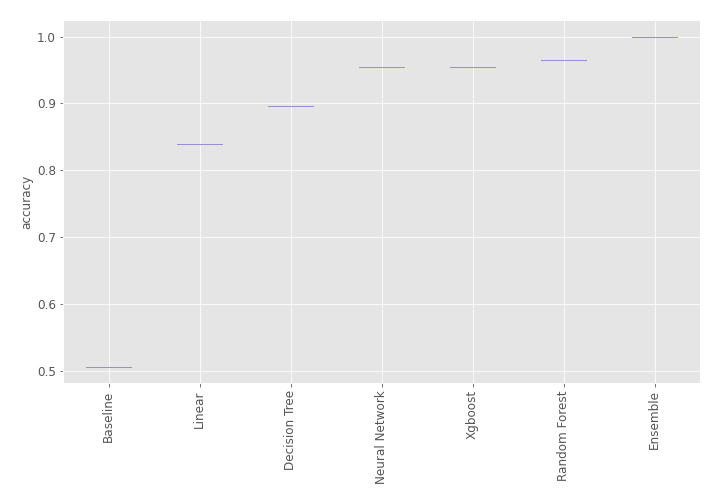 1.0
0.9
0.8
0.7
0.6
0.5
accuracy
Baseline
Linear
Decision Tree
Neural Network
Xgboost
Random Forest
Ensemble